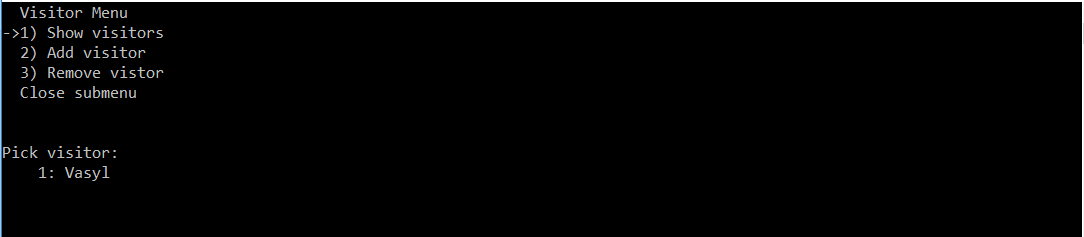 Visitor Menu
->1) Show visitors
2) Add visitor
3) Remove vistor
Close submenu
Pick visitor:
1: Vasyl